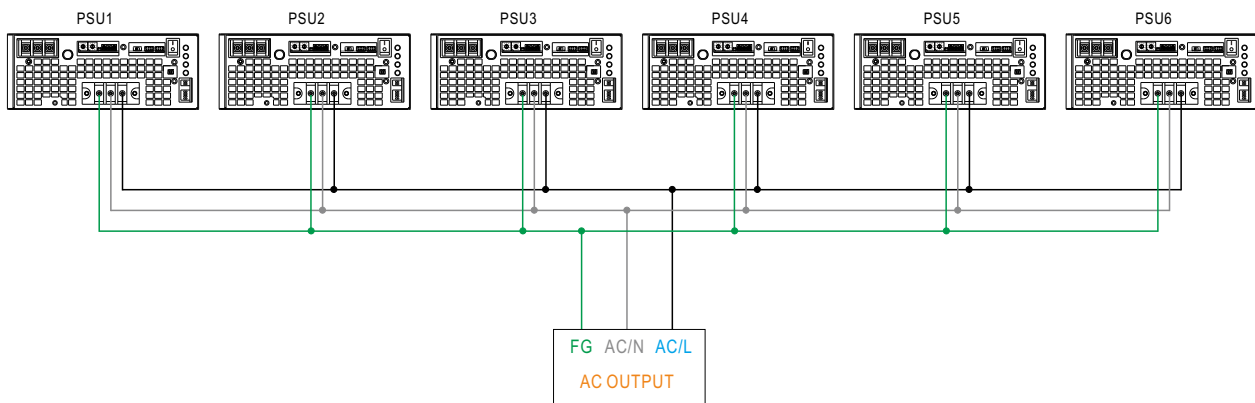 PSU1 PSU2 PSU3 PSU4 PSU5 PSU6
FG AC/N AC/L
AC OUTPUT